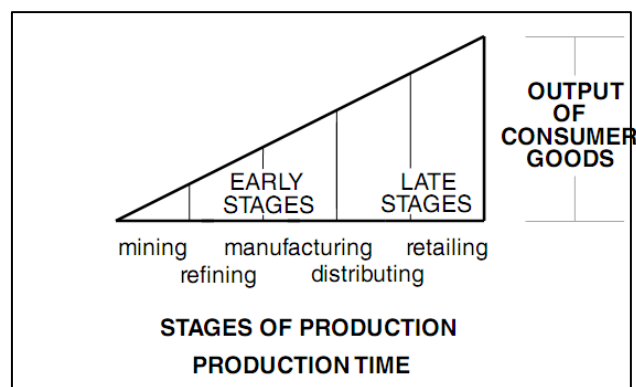 OUTPUT
OF
CONSUMER
GOODS
EARLY
STAGES
LATE
STAGES
mining manufacturing retailing
refining distributing
STAGES OF PRODUCTION
PRODUCTION TIME